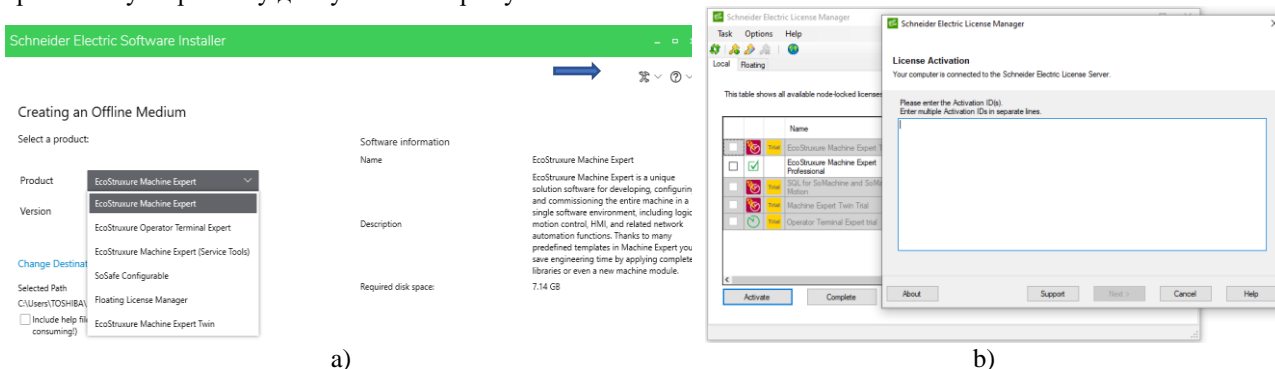 Schneider Electric Software Installer
Creating an Offline Medium
Select a product:
Product
EcoStruxure Machine Expert
EcoStruxure Machine Expert
EcoStruxure Operator Terminal Expert
EcoStruxure Machine Expert (Service Tools)
SoSafe Configurable
Floating License Manager
EcoStruxure Machine Expert Twin
Version
Change Destinat
Selected Path
C:\Users\TOSHIBA\
Include help fil
consuming!)
Software information
Name
EcoStruxure Machine Expert
Description
EcoStruxure Machine Expert is a unique
solution software for developing, configurin
and commissioning the entire machine in a
single software environment, including logic
motion control, HMI, and related network
automation functions. Thanks to many
predefined templates in Machine Expert you
save engineering time by applying complete
libraries or even a new machine module.
Required disk space:
7.14 GB
a)
Schneider Electric License Manager
Task Options Help
Local Floating
This table shows all available node-locked licenses
Name
Trial EcoStruxure Machine Expert T
EcoStruxure Machine Expert
Professional
Trial SQL for SoMachine and SoMa
Motion
Trial Machine Expert Twin Trial
Trial Operator Terminal Expert trial
Activate Complete
Schneider Electric License Manager
License Activation
Your computer is connected to the Schneider Electric License Server.
Please enter the Activation ID(s).
Enter multiple Activation IDs in separate lines.
About Support Next > Cancel Help
b)